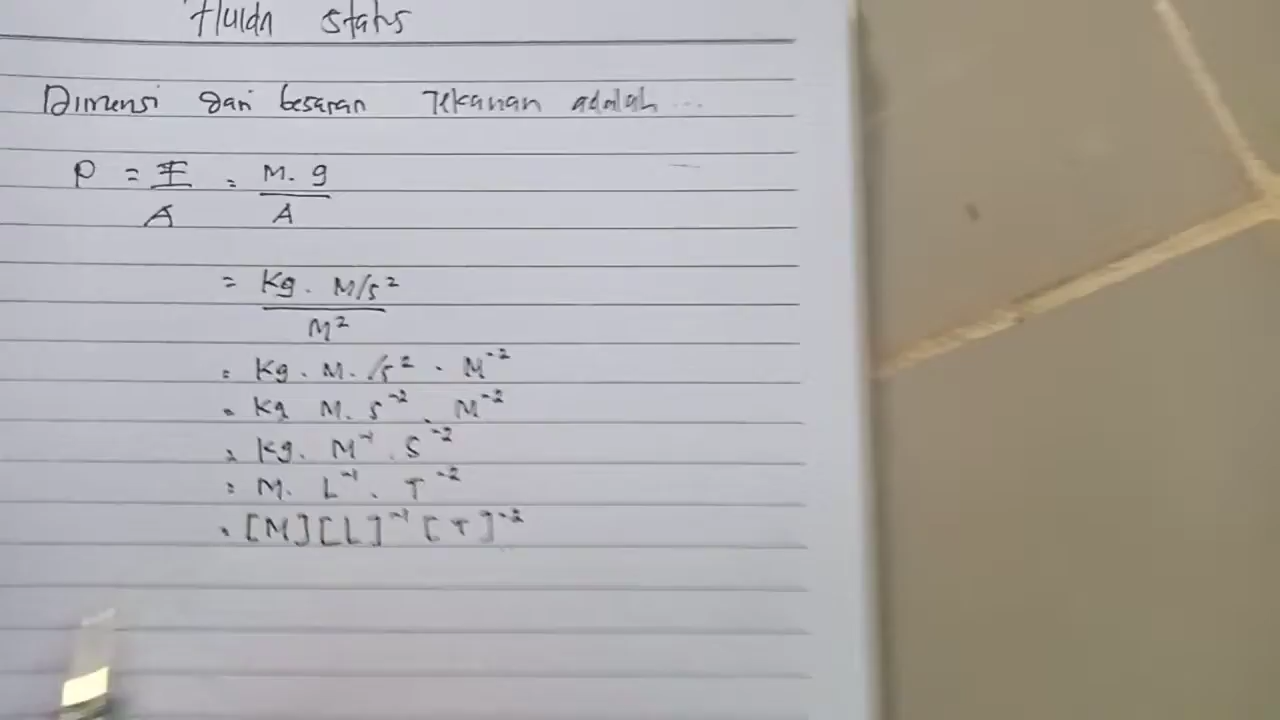 Fluida statis
Dimensi dari besaran Tekanan adalah...
P = F/A = M. g/A
= Kg. M/s²/M²
= Kg. M. /s² . M⁻²
= Kg M. s⁻² . M⁻²
= Kg. M⁻¹ . S⁻²
= M. L⁻¹. T⁻²
= [M][L]⁻¹ [T]⁻²